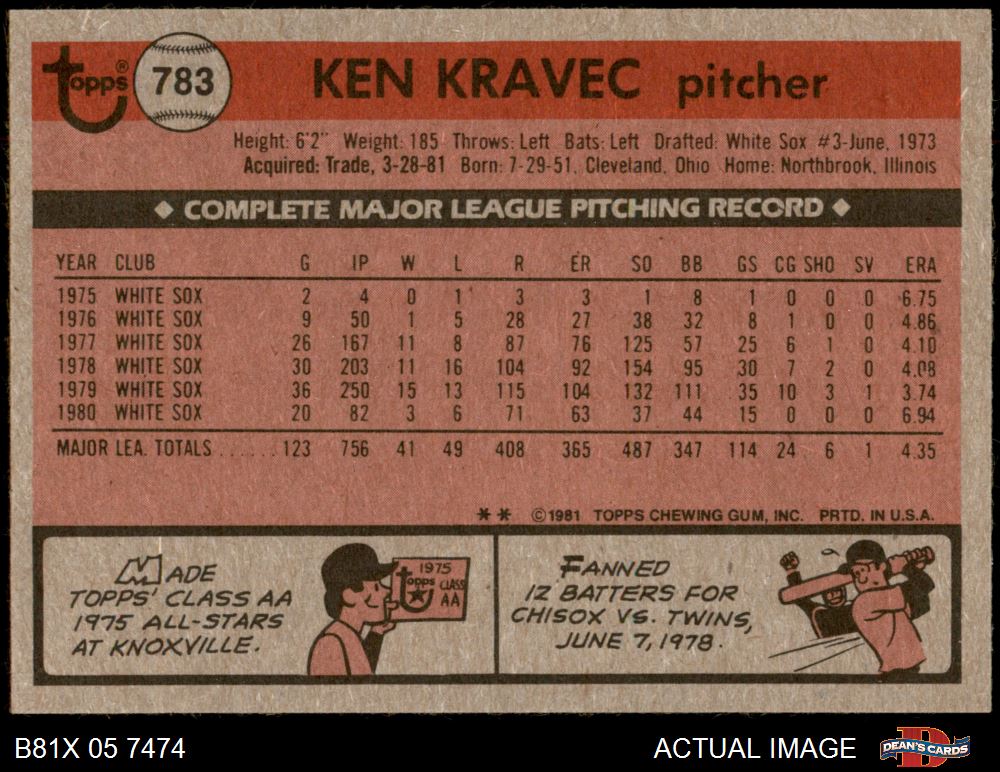 topps® 783 KEN KRAVEC pitcher
Height: 6'2" Weight: 185 Throws: Left Bats: Left Drafted: White Sox #3-June, 1973
Acquired: Trade, 3-28-81 Born: 7-29-51, Cleveland, Ohio Home: Northbrook, Illinois
◆ COMPLETE MAJOR LEAGUE PITCHING RECORD ◆
YEAR CLUB G IP W L R ER SO BB GS CG SHO SV ERA
1975 WHITE SOX 2 4 0 1 3 3 1 8 1 0 0 0 6.75
1976 WHITE SOX 9 50 1 5 28 27 38 32 8 1 0 0 4.86
1977 WHITE SOX 26 167 11 8 87 76 125 57 25 6 1 0 4.10
1978 WHITE SOX 30 203 11 16 104 92 154 95 30 7 2 0 4.08
1979 WHITE SOX 36 250 15 13 115 104 132 111 35 10 3 1 3.74
1980 WHITE SOX 20 82 3 6 71 63 37 44 15 0 0 0 6.94
MAJOR LEA. TOTALS ...... 123 756 41 49 408 365 487 347 114 24 6 1 4.35
** ©1981 TOPPS CHEWING GUM, INC. PRTD. IN U.S.A.
MADE
TOPPS' CLASS AA
1975 ALL-STARS
AT KNOXVILLE.
1975
topps CLASS
AA
FANNED
12 BATTERS FOR
CHISOX VS. TWINS,
JUNE 7, 1978.
B81X 05 7474 ACTUAL IMAGE DEAN'S CARDS